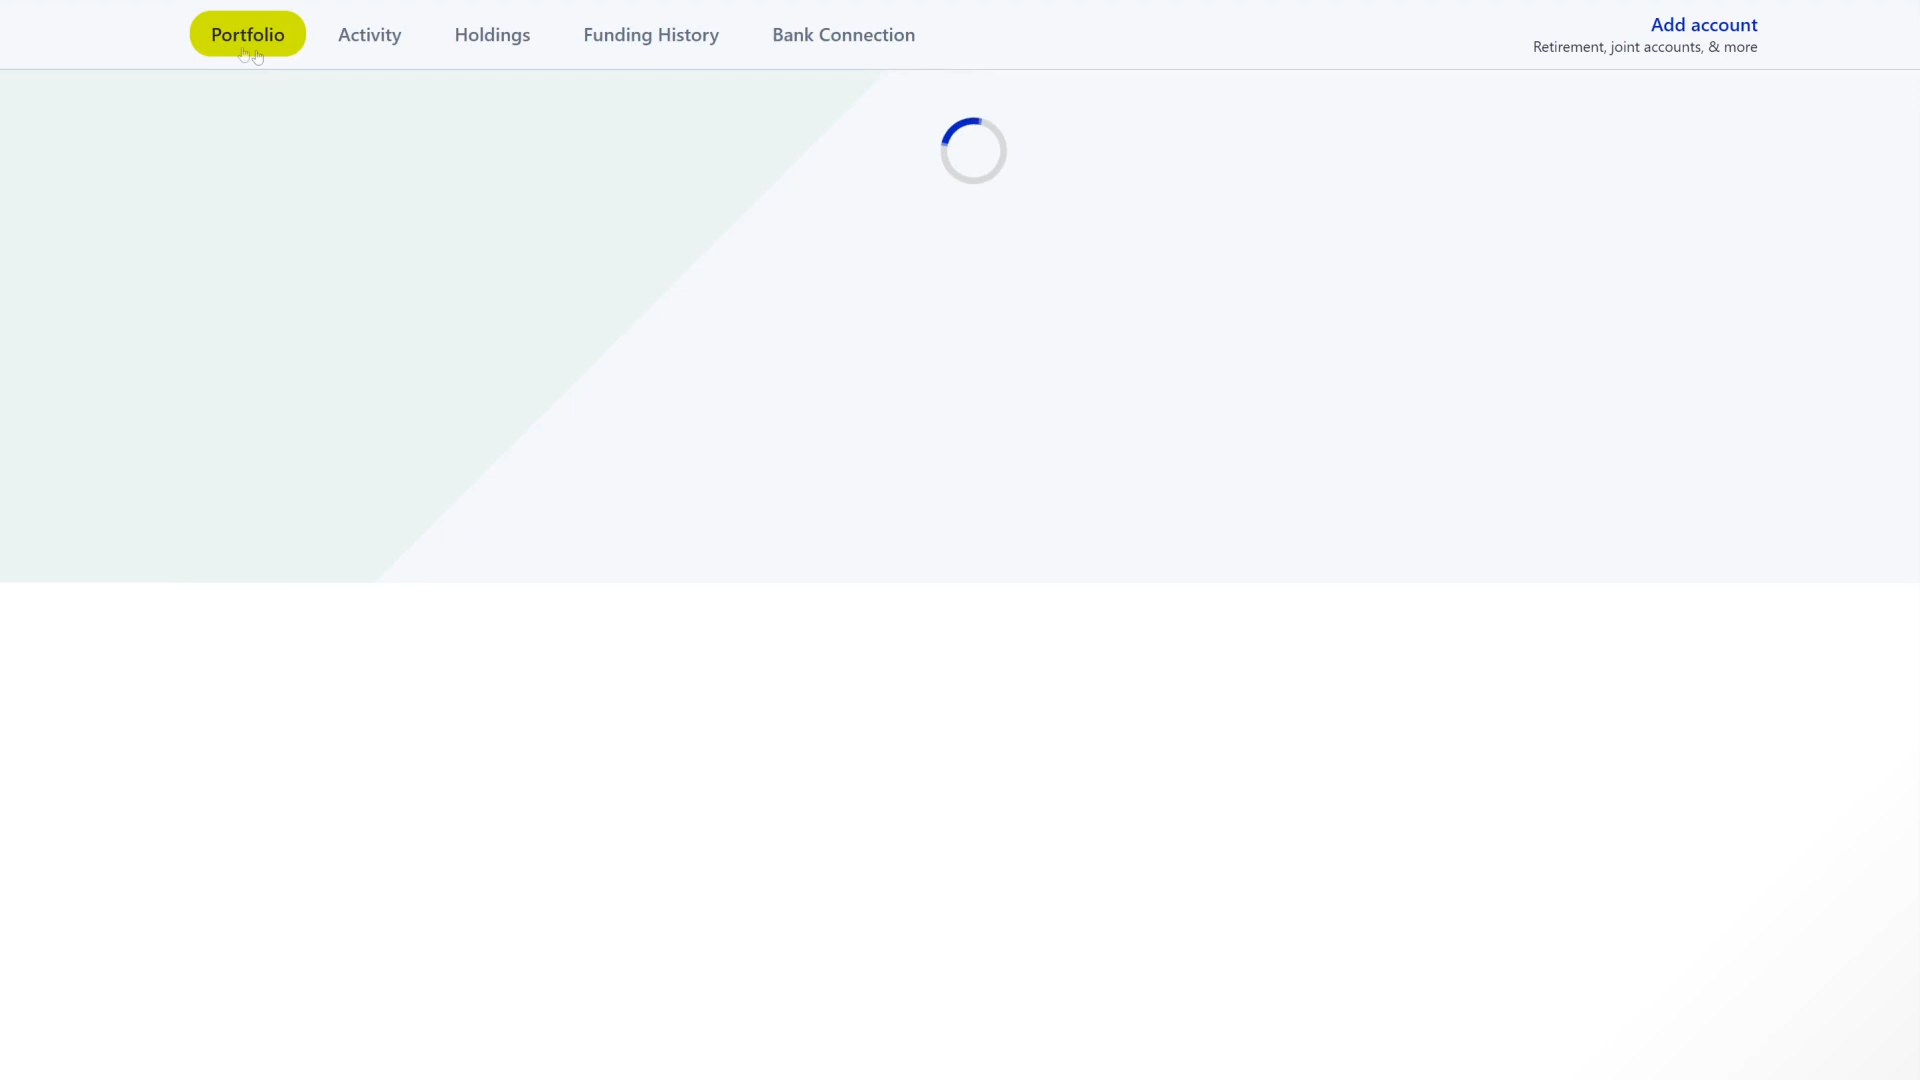 Portfolio
Activity
Holdings
Funding History
Bank Connection
Add account
Retirement, joint accounts, & more